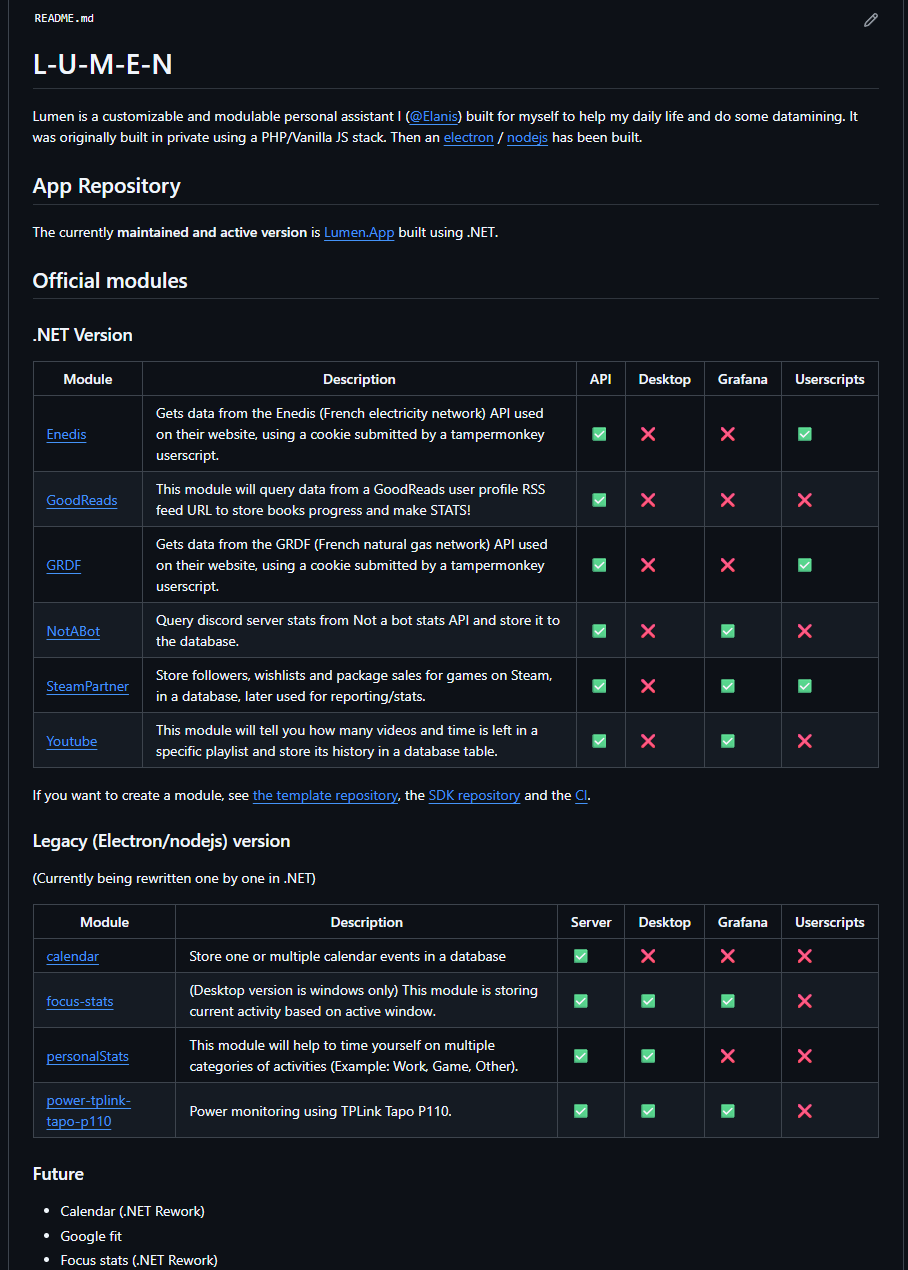 README.md
L-U-M-E-N
Lumen is a customizable and modulable personal assistant I (@Elanis) built for myself to help my daily life and do some datamining. It
was originally built in private using a PHP/Vanilla JS stack. Then an electron / nodejs has been built.
App Repository
The currently maintained and active version is Lumen.App built using .NET.
Official modules
.NET Version
Module Description API Desktop Grafana Userscripts
Enedis
Gets data from the Enedis (French electricity network) API used
on their website, using a cookie submitted by a tampermonkey
userscript.
✅ ❌ ❌ ✅
GoodReads
This module will query data from a GoodReads user profile RSS
feed URL to store books progress and make STATS!
✅ ❌ ❌ ❌
GRDF
Gets data from the GRDF (French natural gas network) API used
on their website, using a cookie submitted by a tampermonkey
userscript.
✅ ❌ ❌ ✅
NotABot
Query discord server stats from Not a bot stats API and store it to
the database.
✅ ❌ ✅ ❌
SteamPartner
Store followers, wishlists and package sales for games on Steam,
in a database, later used for reporting/stats.
✅ ❌ ✅ ✅
Youtube
This module will tell you how many videos and time is left in a
specific playlist and store its history in a database table.
✅ ❌ ✅ ❌
If you want to create a module, see the template repository, the SDK repository and the CI.
Legacy (Electron/nodejs) version
(Currently being rewritten one by one in .NET)
Module Description Server Desktop Grafana Userscripts
calendar Store one or multiple calendar events in a database ✅ ❌ ❌ ❌
focus-stats
(Desktop version is windows only) This module is storing
current activity based on active window.
✅ ✅ ✅ ❌
personalStats
This module will help to time yourself on multiple
categories of activities (Example: Work, Game, Other).
✅ ✅ ❌ ❌
power-tplink-
tapo-p110
Power monitoring using TPLink Tapo P110.
✅ ✅ ✅ ❌
Future
• Calendar (.NET Rework)
• Google fit
• Focus stats (.NET Rework)